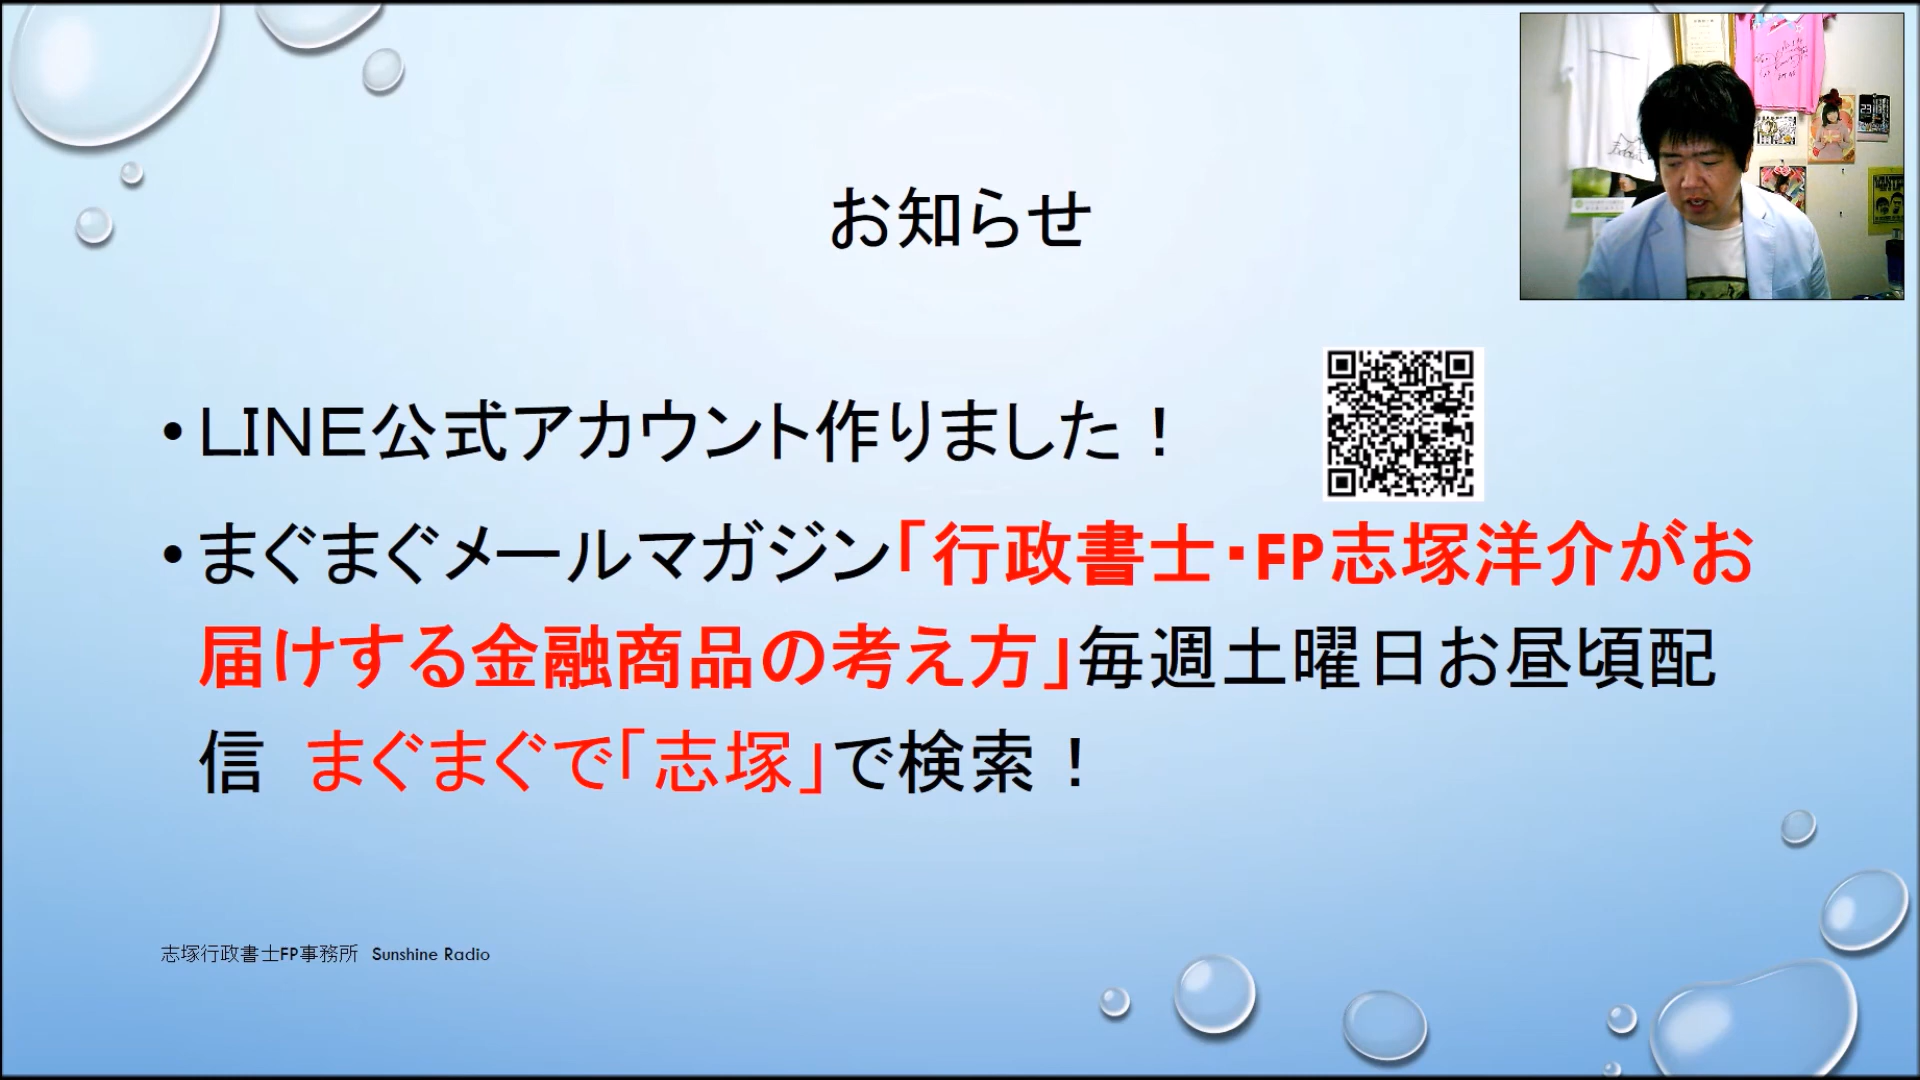 お知らせ
•LINE公式アカウント作りました！
•まぐまぐメールマガジン「行政書士・FP志塚洋介がお
届けする金融商品の考え方」毎週土曜日お昼頃配
信 まぐまぐで「志塚」で検索！
志塚行政書士FP事務所 Sunshine Radio